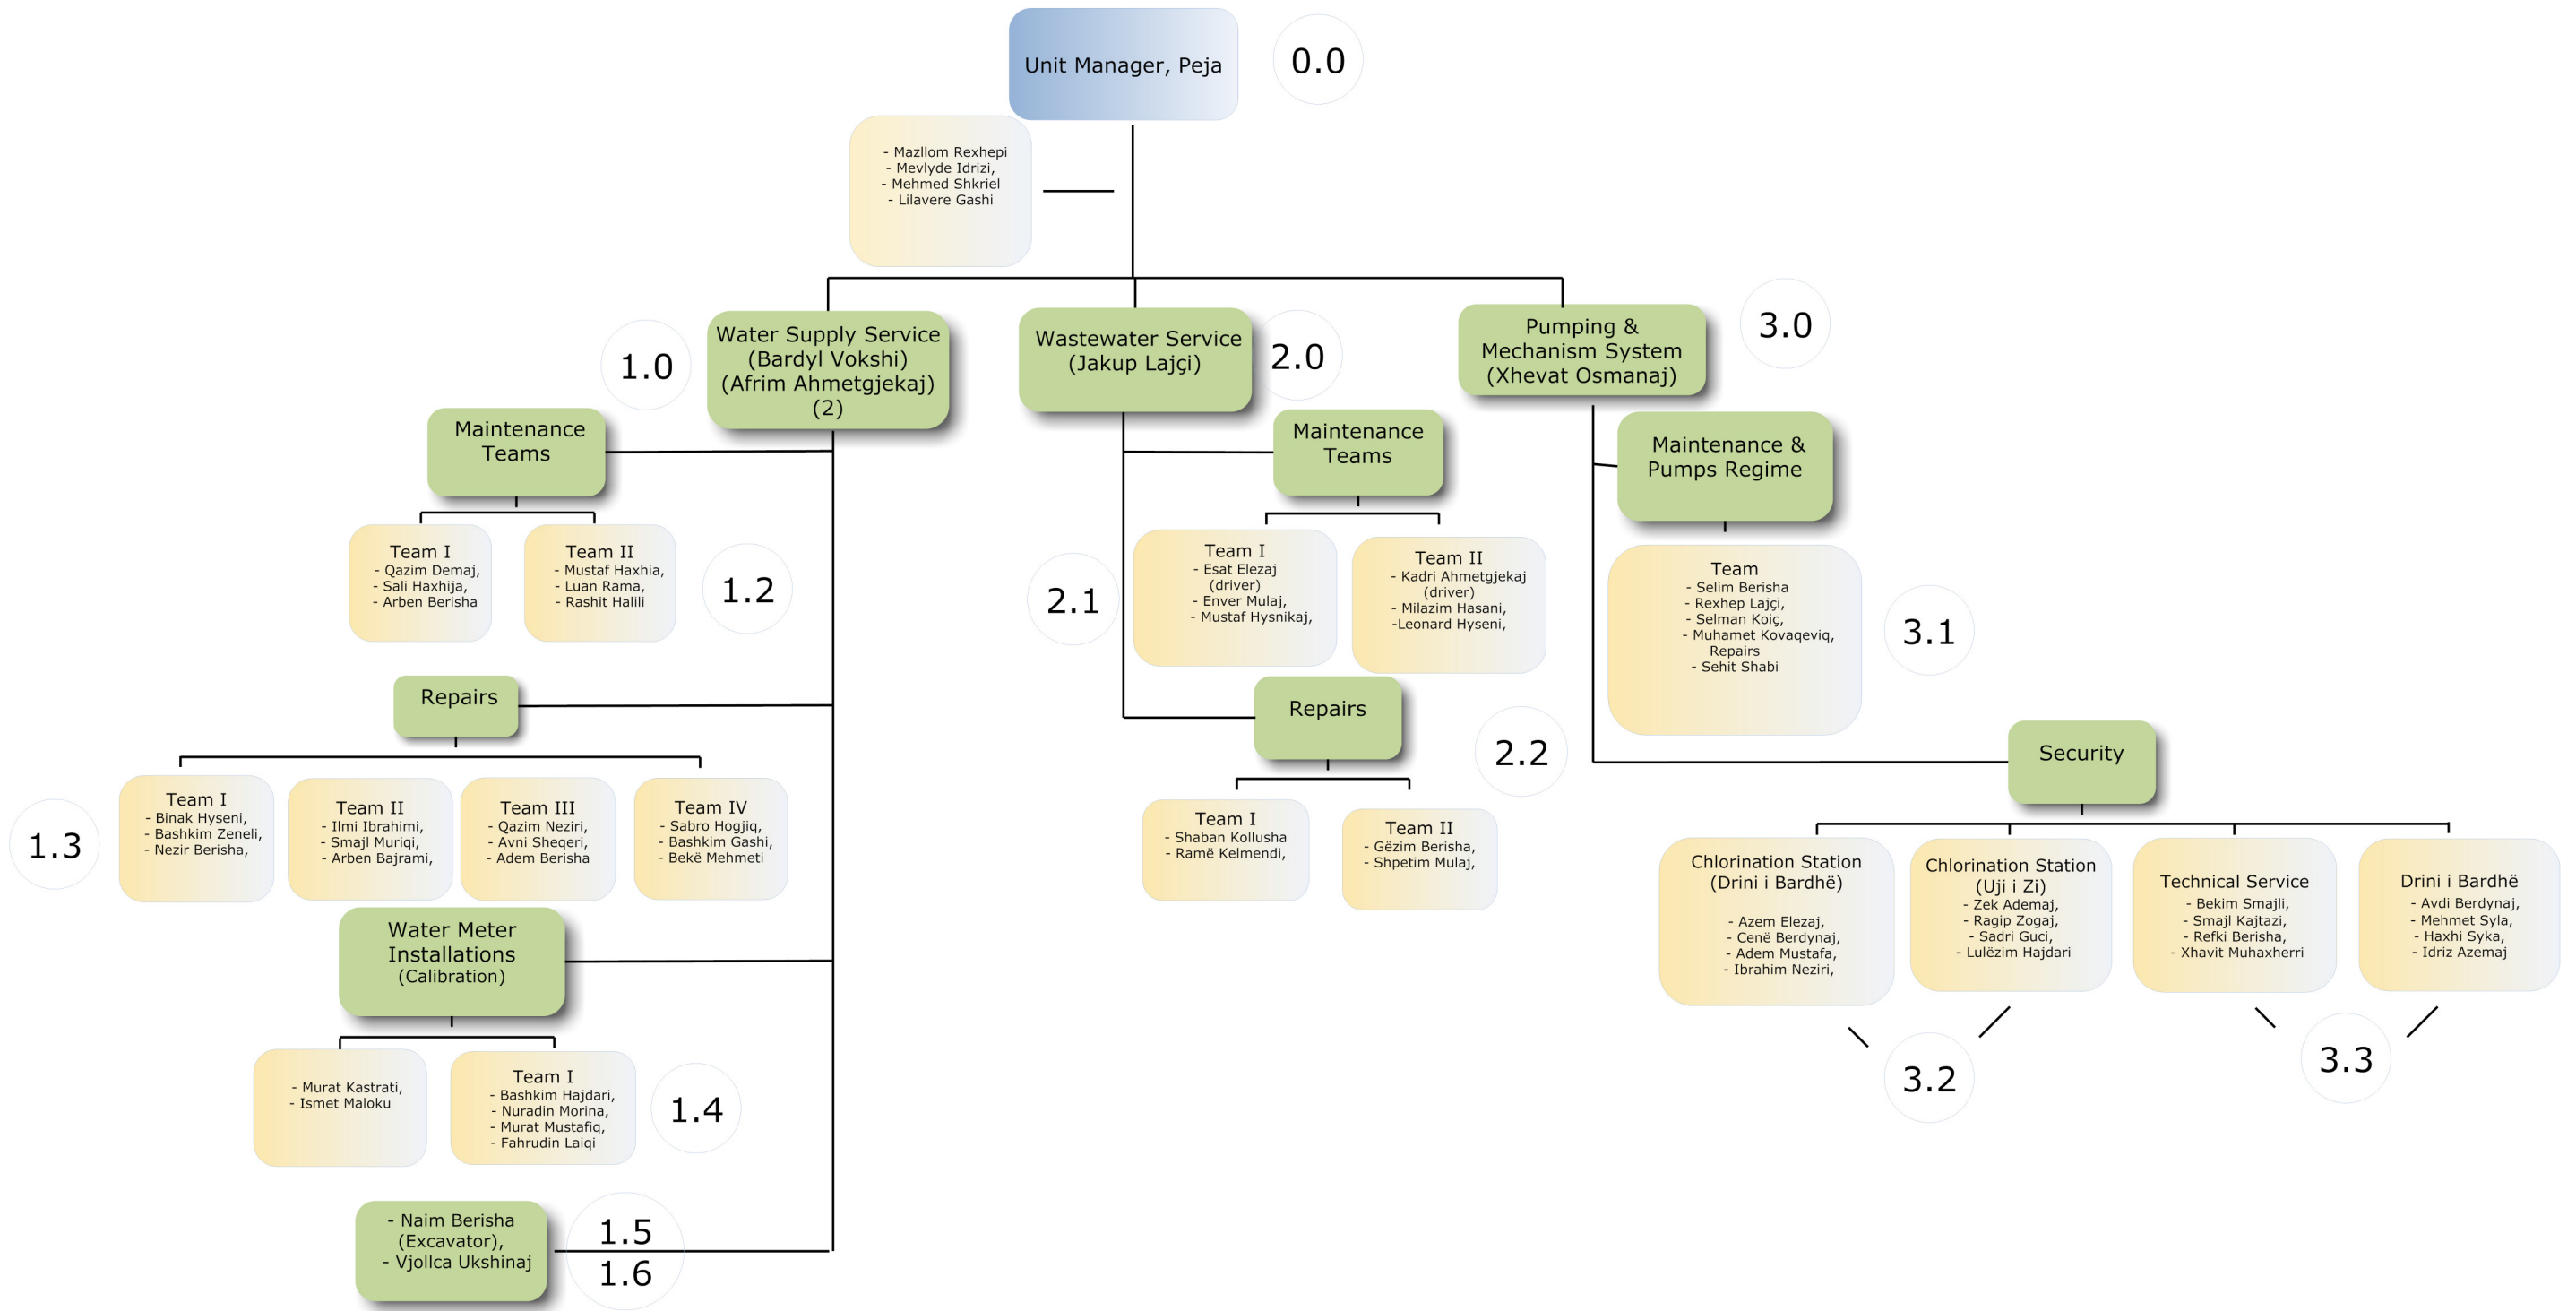 Unit Manager, Peja
0.0
- Mazllom Rexhepi
- Mevlyde Idrizi,
- Mehmed Shkriel
- Lilavere Gashi
1.0
Water Supply Service
(Bardyl Vokshi)
(Afrim Ahmetgjekaj)
(2)
Maintenance
Teams
Team I
- Qazim Demaj,
- Sali Haxhija,
- Arben Berisha
Team II
- Mustaf Haxhia,
- Luan Rama,
- Rashit Halili
1.2
Repairs
1.3
Team I
- Binak Hyseni,
- Bashkim Zeneli,
- Nezir Berisha,
Team II
- Ilmi Ibrahimi,
- Smajl Muriqi,
- Arben Bajrami,
Team III
- Qazim Neziri,
- Avni Sheqeri,
- Adem Berisha
Team IV
- Sabro Hogjiq,
- Bashkim Gashi,
- Bekë Mehmeti
Water Meter
Installations
(Calibration)
- Murat Kastrati,
- Ismet Maloku
Team I
- Bashkim Hajdari,
- Nuradin Morina,
- Murat Mustafiq,
- Fahrudin Laiqi
1.4
- Naim Berisha
(Excavator),
- Vjollca Ukshinaj
1.5
1.6
Wastewater Service
(Jakup Lajçi)
2.0
Maintenance
Teams
2.1
Team I
- Esat Elezaj
(driver)
- Enver Mulaj,
- Mustaf Hysnikaj,
Team II
- Kadri Ahmetgjekaj
(driver)
- Milazim Hasani,
-Leonard Hyseni,
Repairs
2.2
Team I
- Shaban Kollusha
- Ramë Kelmendi,
Team II
- Gëzim Berisha,
- Shpetim Mulaj,
Pumping &
Mechanism System
(Xhevat Osmanaj)
3.0
Maintenance &
Pumps Regime
Team
- Selim Berisha
- Rexhep Lajçi,
- Selman Koiç,
- Muhamet Kovaqeviq,
Repairs
- Sehit Shabi
3.1
Security
Chlorination Station
(Drini i Bardhë)
- Azem Elezaj,
- Cenë Berdynaj,
- Adem Mustafa,
- Ibrahim Neziri,
Chlorination Station
(Uji i Zi)
- Zek Ademaj,
- Ragip Zogaj,
- Sadri Guci,
- Lulëzim Hajdari
Technical Service
- Bekim Smajli,
- Smajl Kajtazi,
- Refki Berisha,
- Xhavit Muhaxherri
Drini i Bardhë
- Avdi Berdynaj,
- Mehmet Syla,
- Haxhi Syka,
- Idriz Azemaj
3.2
3.3